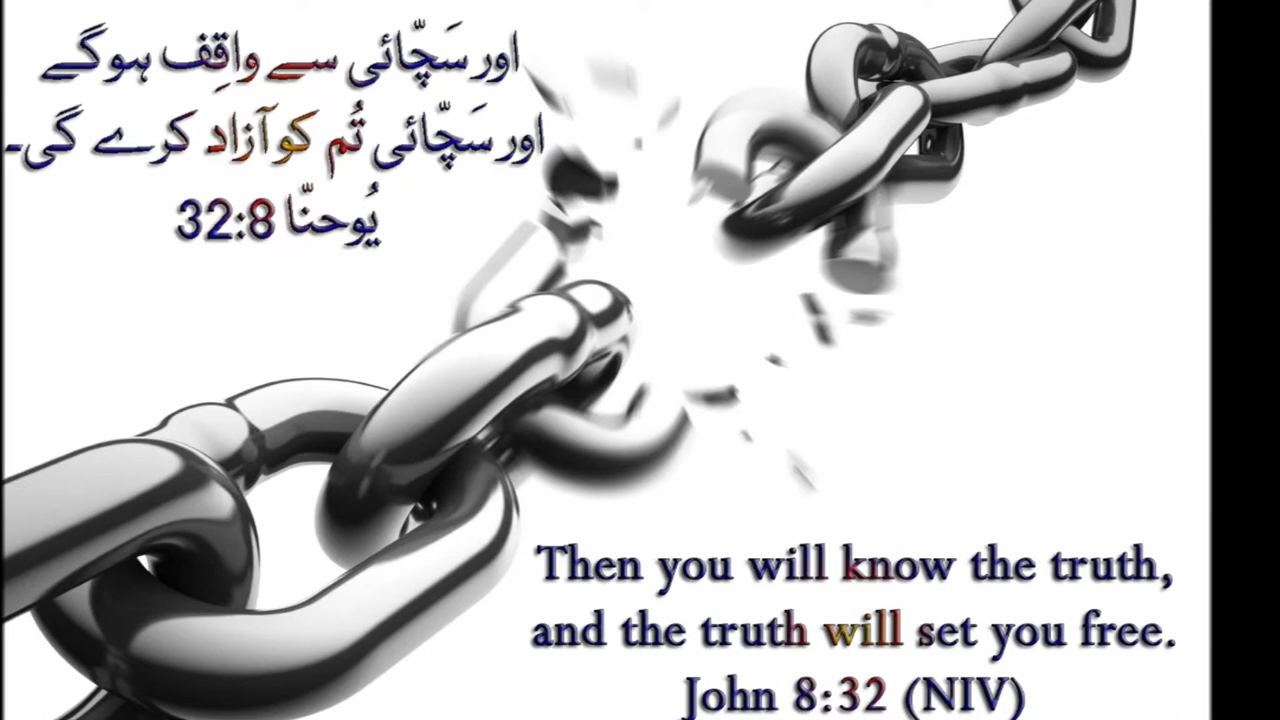 اور سَچّائی سے واقِف ہوگے
اور سَچّائی تُم کو آزاد کرے گی۔
یُوحنّا 32:8
Then you will know the truth,
and the truth will set you free.
John 8:32 (NIV)